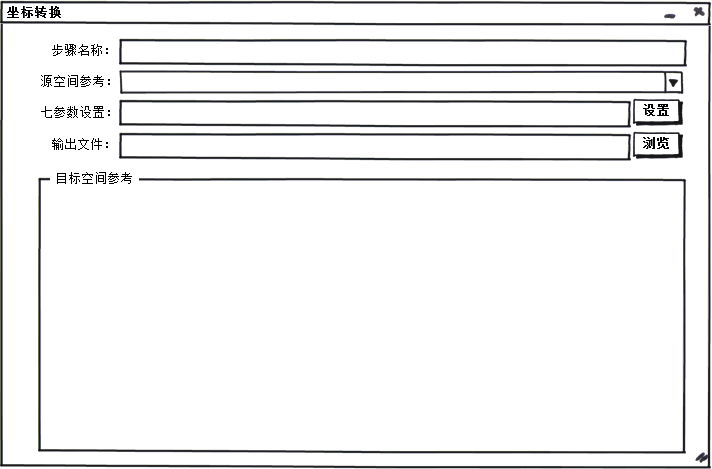 坐标转换
步骤名称：
源空间参考：
七参数设置： 设置
输出文件： 浏览
目标空间参考